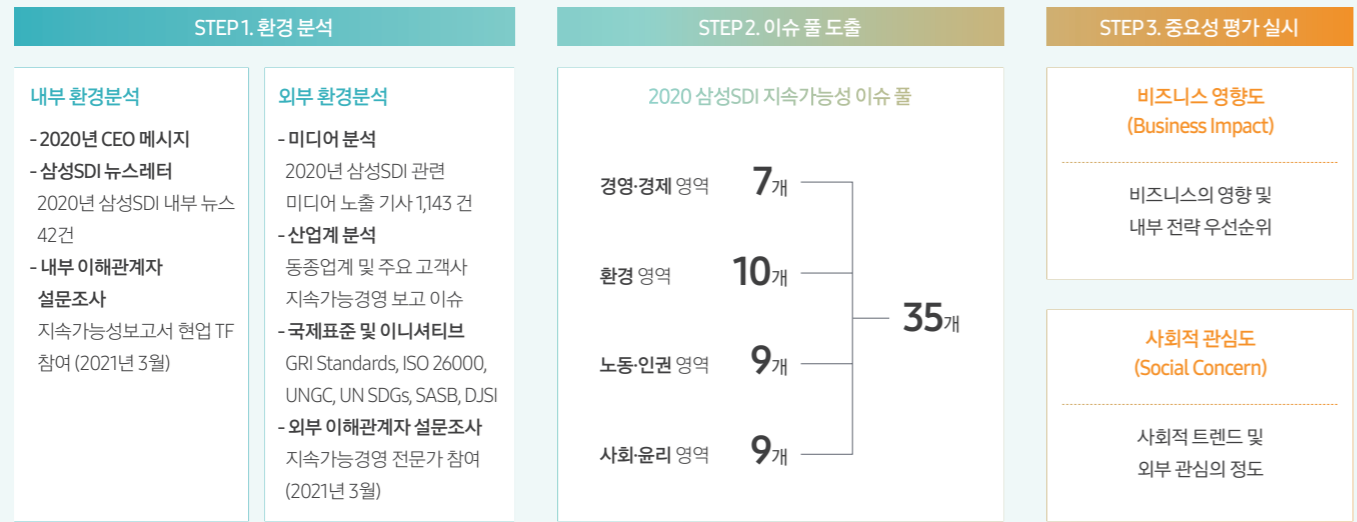 STEP 1. 환경 분석
내부 환경분석
- 2020년 CEO 메시지
- 삼성SDI 뉴스레터
2020년 삼성SDI 내부 뉴스
42건
- 내부 이해관계자
설문조사
지속가능성보고서 현업 TF
참여 (2021년 3월)
외부 환경분석
- 미디어 분석
2020년 삼성SDI 관련
미디어 노출 기사 1,143 건
- 산업계 분석
동종업계 및 주요 고객사
지속가능경영 보고 이슈
- 국제표준 및 이니셔티브
GRI Standards, ISO 26000,
UNGC, UN SDGs, SASB, DJSI
- 외부 이해관계자 설문조사
지속가능경영 전문가 참여
(2021년 3월)
STEP 2. 이슈 풀 도출
2020 삼성SDI 지속가능성 이슈 풀
경영·경제 영역 7개
환경 영역 10개
노동·인권 영역 9개
사회·윤리 영역 9개
35개
STEP 3. 중요성 평가 실시
비즈니스 영향도
(Business Impact)
비즈니스의 영향 및
내부 전략 우선순위
사회적 관심도
(Social Concern)
사회적 트렌드 및
외부 관심의 정도